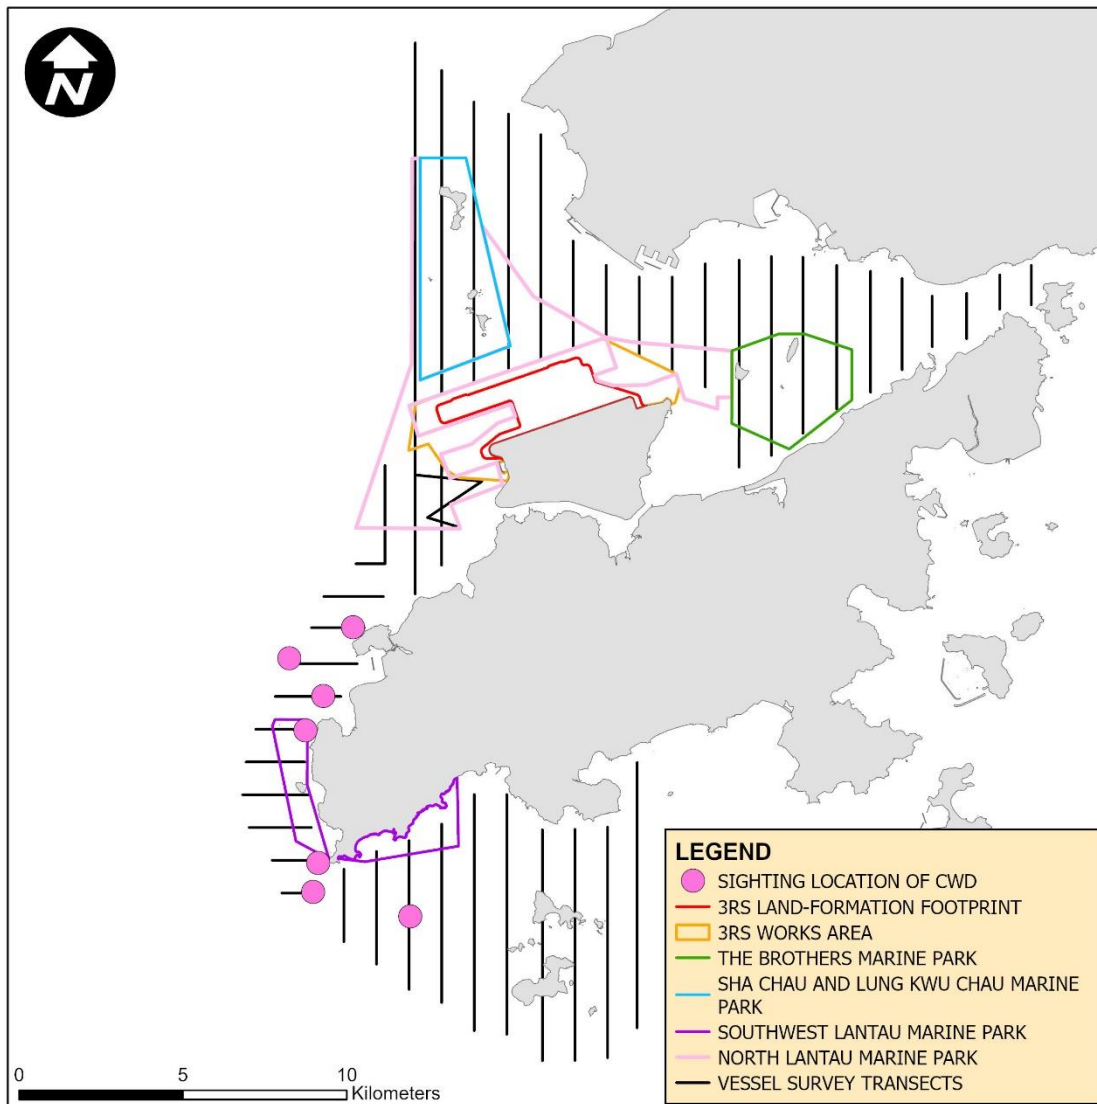 N
LEGEND
SIGHTING LOCATION OF CWD
3RS LAND-FORMATION FOOTPRINT
3RS WORKS AREA
THE BROTHERS MARINE PARK
SHA CHAU AND LUNG KWU CHAU MARINE
PARK
SOUTHWEST LANTAU MARINE PARK
NORTH LANTAU MARINE PARK
VESSEL SURVEY TRANSECTS
0 5 10
Kilometers